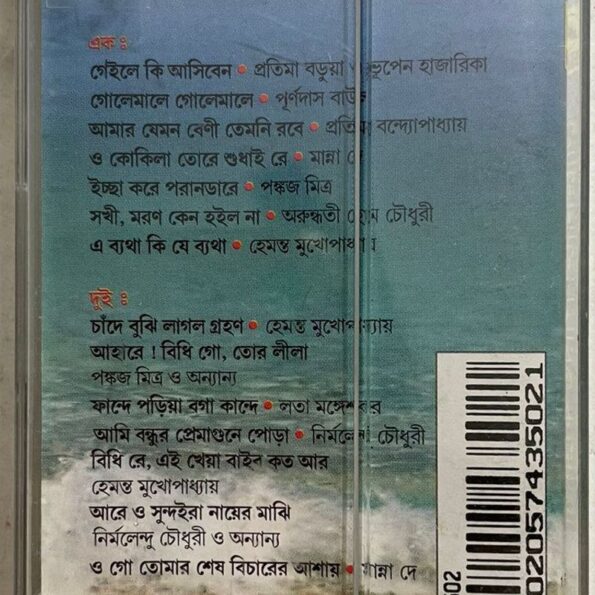 এক :
গেইলে কি আসিবেন • প্রতিমা বড়ুয়া ও ভুপেন হাজারিকা
গোলেমালে গোলেমালে • পূর্ণদাস বাউল
আমার যেমন বেণী তেমনি রবে • প্রতিমা বন্দ্যোপাধ্যায়
ও কোকিলা তোরে শুধাই রে • মান্না দে
ইচ্ছা করে পরানডারে • পঙ্কজ মিত্র
সখী, মরণ কেন হইল না • অরুন্ধতী হোম চৌধুরী
এ ব্যথা কি যে ব্যথা • হেমন্ত মুখোপাধ্যায়
দুই :
চাঁদে বুঝি লাগল গ্রহণ • হেমন্ত মুখোপাধ্যায়
আহারে ! বিধি গো, তোর লীলা
পঙ্কজ মিত্র ও অন্যান্য
ফান্দে পড়িয়া বগা কান্দে • লতা মঙ্গেশকার
আমি বন্ধুর প্রেমাগুনে পোড়া • নির্মলেন্দু চৌধুরী
বিধি রে, এই খেয়া বাইব কত আর
হেমন্ত মুখোপাধ্যায়
আরে ও সুন্দইরা নায়ের মাঝি
নির্মলেন্দু চৌধুরী ও অন্যান্য
ও গো তোমার শেষ বিচারের আশায় • মান্না দে
02057435021